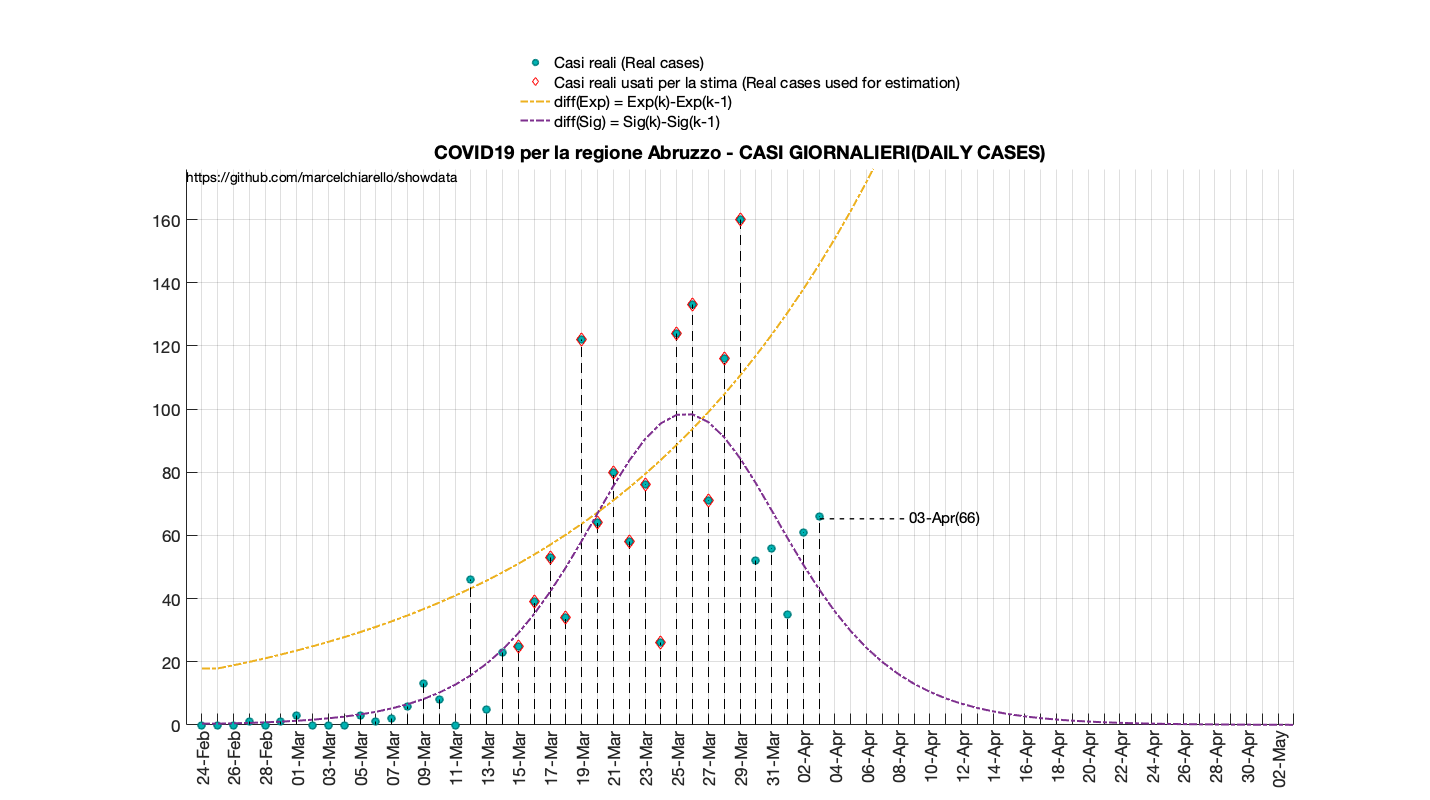 Casi reali (Real cases)
Casi reali usati per la stima (Real cases used for estimation)
diff(Exp) = Exp(k)-Exp(k-1)
diff(Sig) = Sig(k)-Sig(k-1)
COVID19 per la regione Abruzzo - CASI GIORNALIERI(DAILY CASES)
https://github.com/marcelchiarello/showdata
160
140
120
100
80
60
40
20
0
03-Apr(66)
24-Feb
26-Feb
28-Feb
01-Mar
03-Mar
05-Mar
07-Mar
09-Mar
11-Mar
13-Mar
15-Mar
17-Mar
19-Mar
21-Mar
23-Mar
25-Mar
27-Mar
29-Mar
31-Mar
02-Apr
04-Apr
06-Apr
08-Apr
10-Apr
12-Apr
14-Apr
16-Apr
18-Apr
20-Apr
22-Apr
24-Apr
26-Apr
28-Apr
30-Apr
02-May